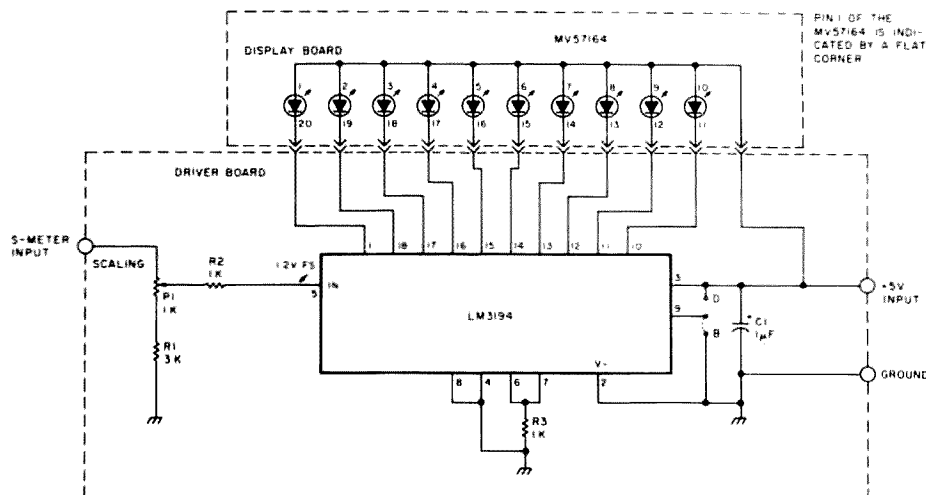 PIN 1 OF THE
MV57164 IS INDI-
CATED BY A FLAT
CORNER
MV57164
DISPLAY BOARD
1 2 3 4 5 6 7 8 9 10
20 19 18 17 16 15 14 13 12 11
DRIVER BOARD
S-METER
INPUT
SCALING
1 18 17 16 15 14 13 12 11 10
R2
1K
1.2V FS
IN
5
P1
1K
LM3194
3
D
+5V
INPUT
9
B
+
C1
1µF
R1
3K
V-
GROUND
8 4 6 7 2
R3
1K